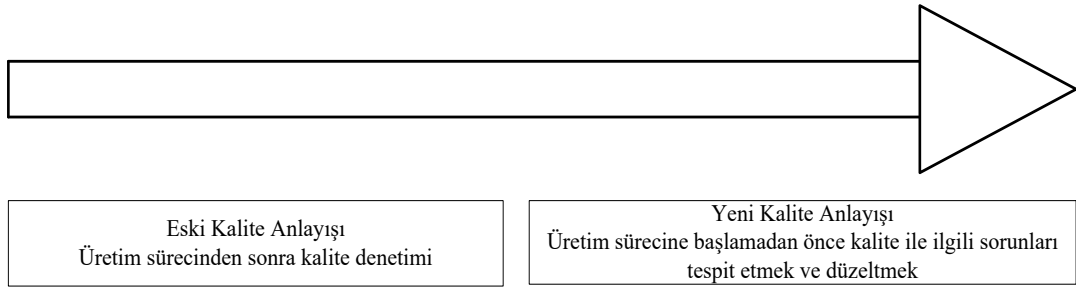 Eski Kalite Anlayışı
Üretim sürecinden sonra kalite denetimi
Yeni Kalite Anlayışı
Üretim sürecine başlamadan önce kalite ile ilgili sorunları
tespit etmek ve düzeltmek